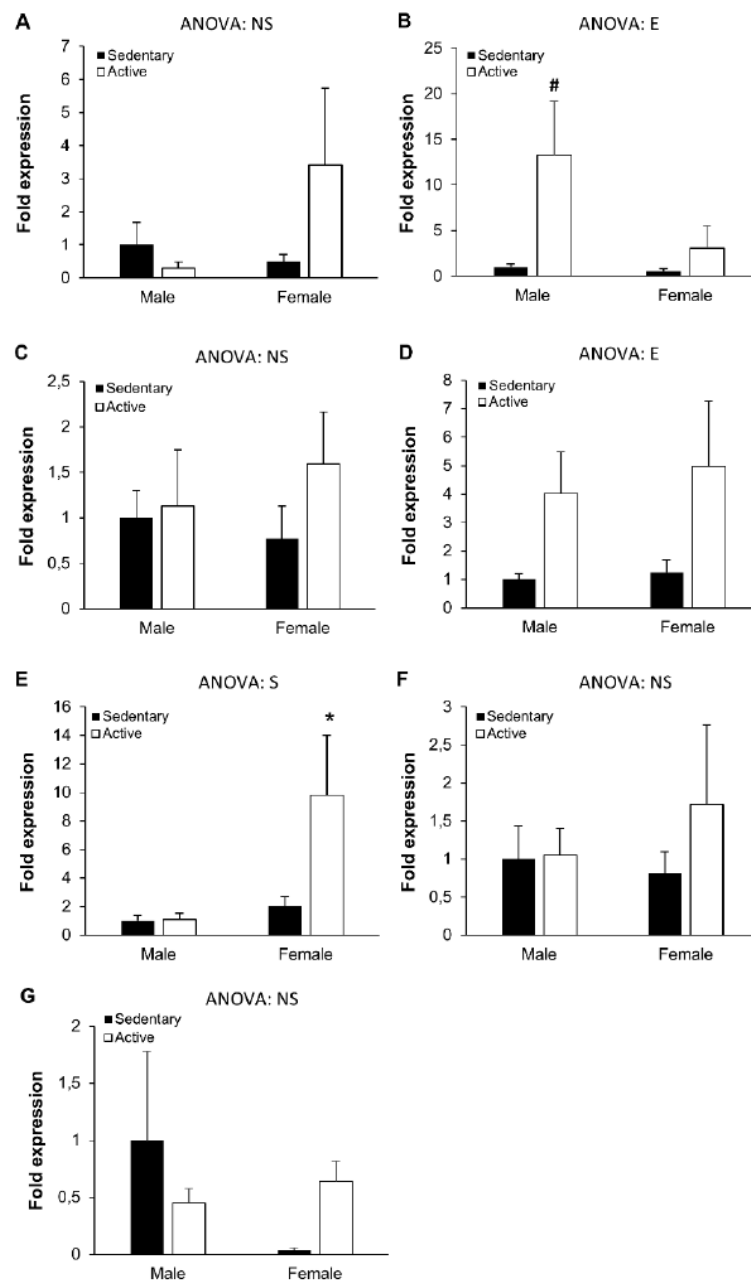 A
ANOVA: NS
Sedentary
Active
Fold expression
7
6
5
4
3
2
1
0
Male
Female
B
ANOVA: E
Sedentary
Active
Fold expression
25
20
15
10
5
0
#
Male
Female
C
ANOVA: NS
Sedentary
Active
Fold expression
2,5
2
1,5
1
0,5
0
Male
Female
D
ANOVA: E
Sedentary
Active
Fold expression
8
7
6
5
4
3
2
1
0
Male
Female
E
ANOVA: S
Sedentary
Active
Fold expression
16
14
12
10
8
6
4
2
0
*
Male
Female
F
ANOVA: NS
Sedentary
Active
Fold expression
3
2,5
2
1,5
1
0,5
0
Male
Female
G
ANOVA: NS
Sedentary
Active
Fold expression
2
1,5
1
0,5
0
Male
Female